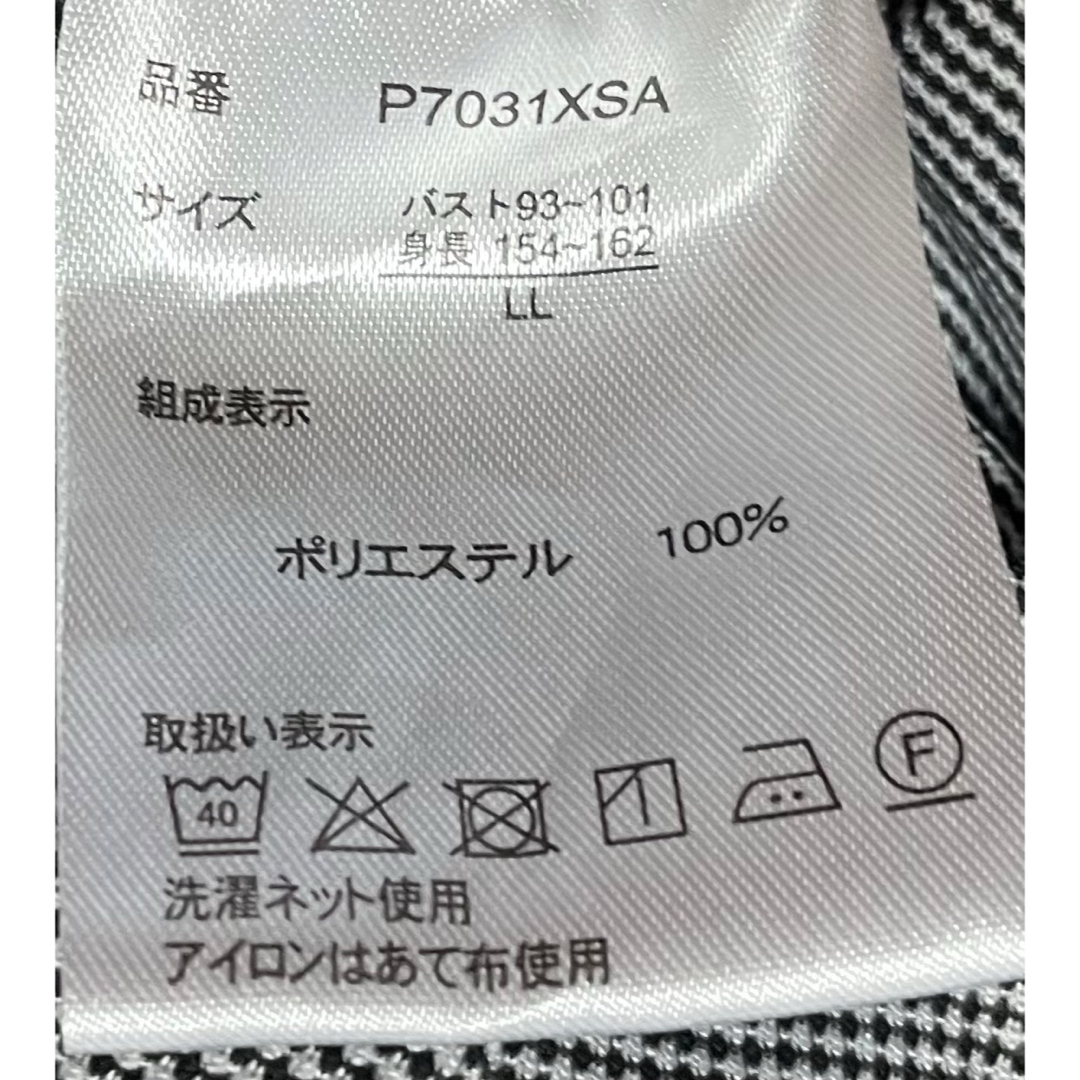 品番 P7031XSA
サイズ バスト93~101
身長 154~162
LL
組成表示
ポリエステル 100%
取扱い表示
40 F
洗濯ネット使用
アイロンはあて布使用